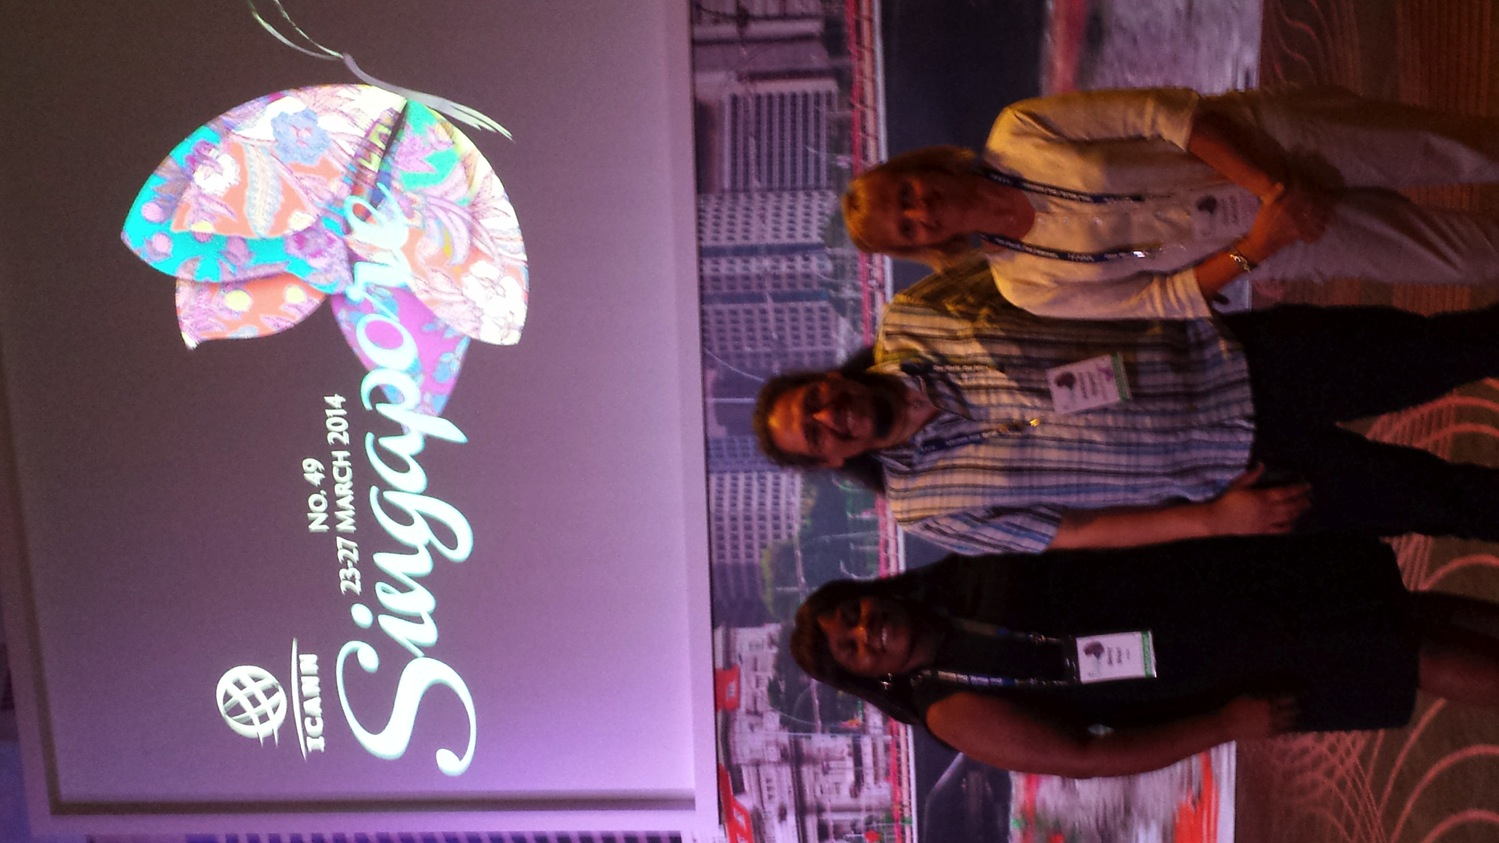 ICANN
No. 49
23-27 MARCH 2014
Singapore